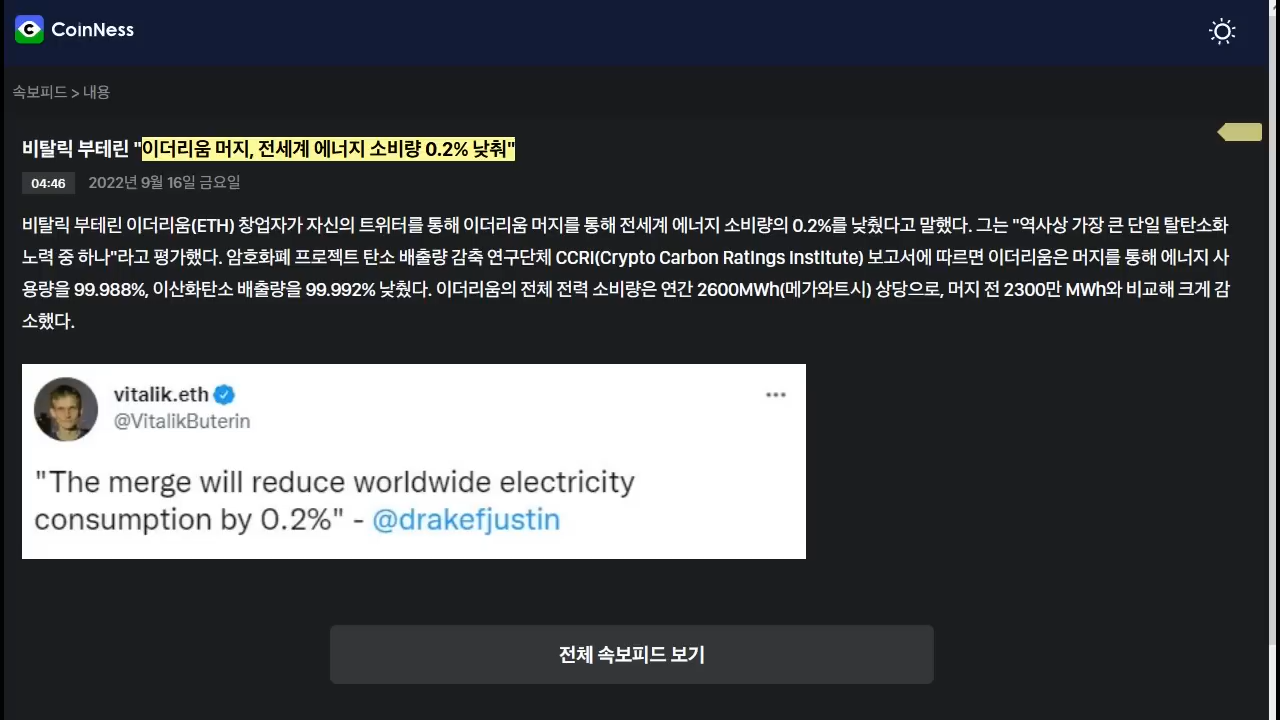 CoinNess
속보피드 > 내용
비탈릭 부테린 "이더리움 머지, 전세계 에너지 소비량 0.2% 낮춰"
04:46 2022년 9월 16일 금요일
비탈릭 부테린 이더리움(ETH) 창업자가 자신의 트위터를 통해 이더리움 머지를 통해 전세계 에너지 소비량의 0.2%를 낮췄다고 말했다. 그는 "역사상 가장 큰 단일 탈탄소화
노력 중 하나"라고 평가했다. 암호화폐 프로젝트 탄소 배출량 감축 연구단체 CCRI(Crypto Carbon Ratings Institute) 보고서에 따르면 이더리움은 머지를 통해 에너지 사
용량을 99.988%, 이산화탄소 배출량을 99.992% 낮췄다. 이더리움의 전체 전력 소비량은 연간 2600MWh(메가와트시) 상당으로, 머지 전 2300만 MWh와 비교해 크게 감
소했다.
vitalik.eth
@VitalikButerin
"The merge will reduce worldwide electricity
consumption by 0.2%" - @drakefjustin
전체 속보피드 보기